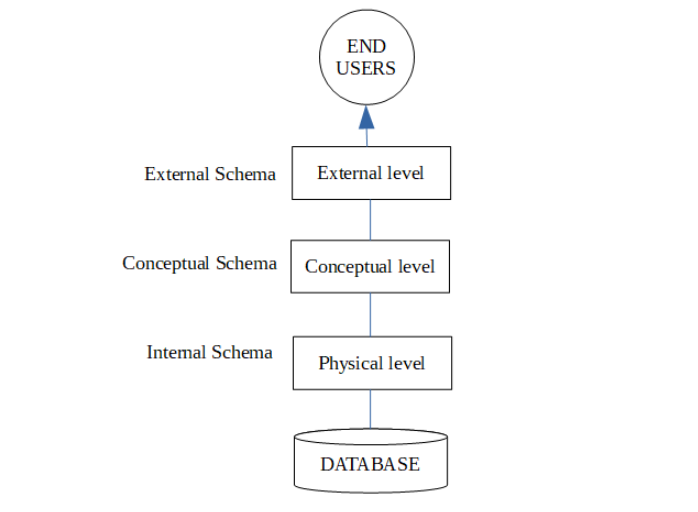 END
USERS
External Schema
External level
Conceptual Schema
Conceptual level
Internal Schema
Physical level
DATABASE